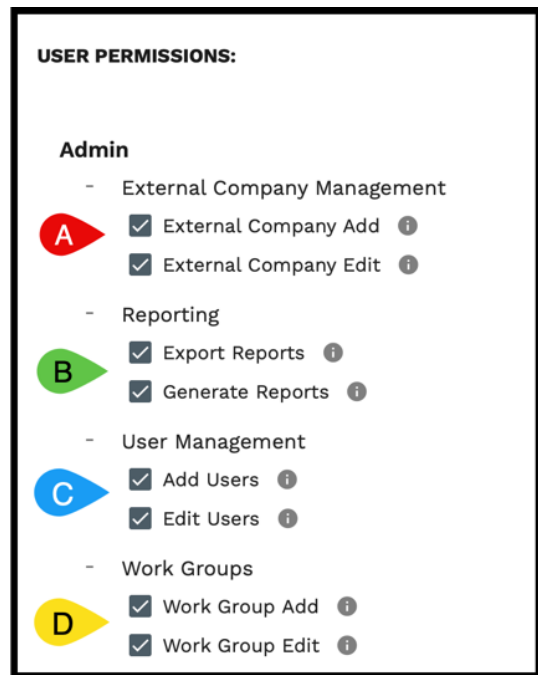 USER PERMISSIONS:
Admin
- External Company Management
A
External Company Add
External Company Edit
- Reporting
B
Export Reports
Generate Reports
- User Management
C
Add Users
Edit Users
- Work Groups
D
Work Group Add
Work Group Edit